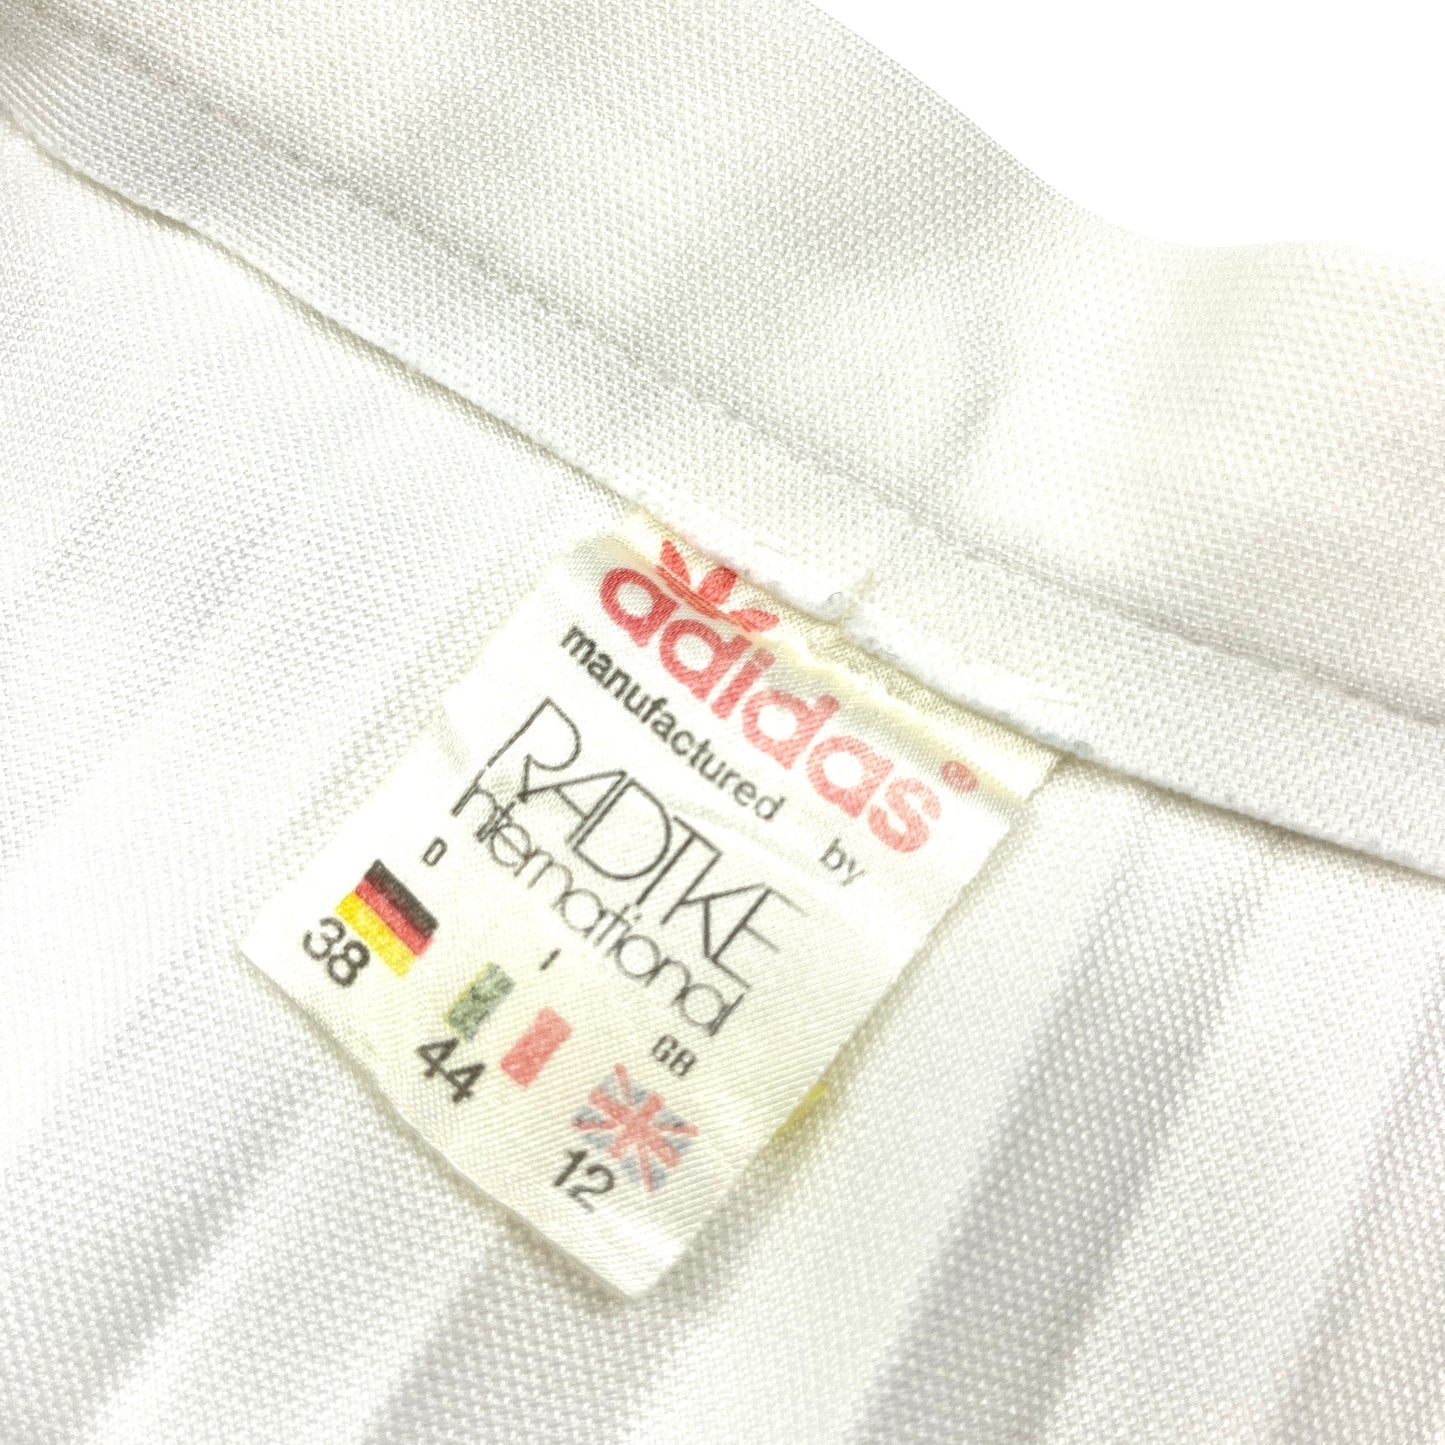 adidas®
manufactured by
RADTKE
International
D I GB
38 44 12